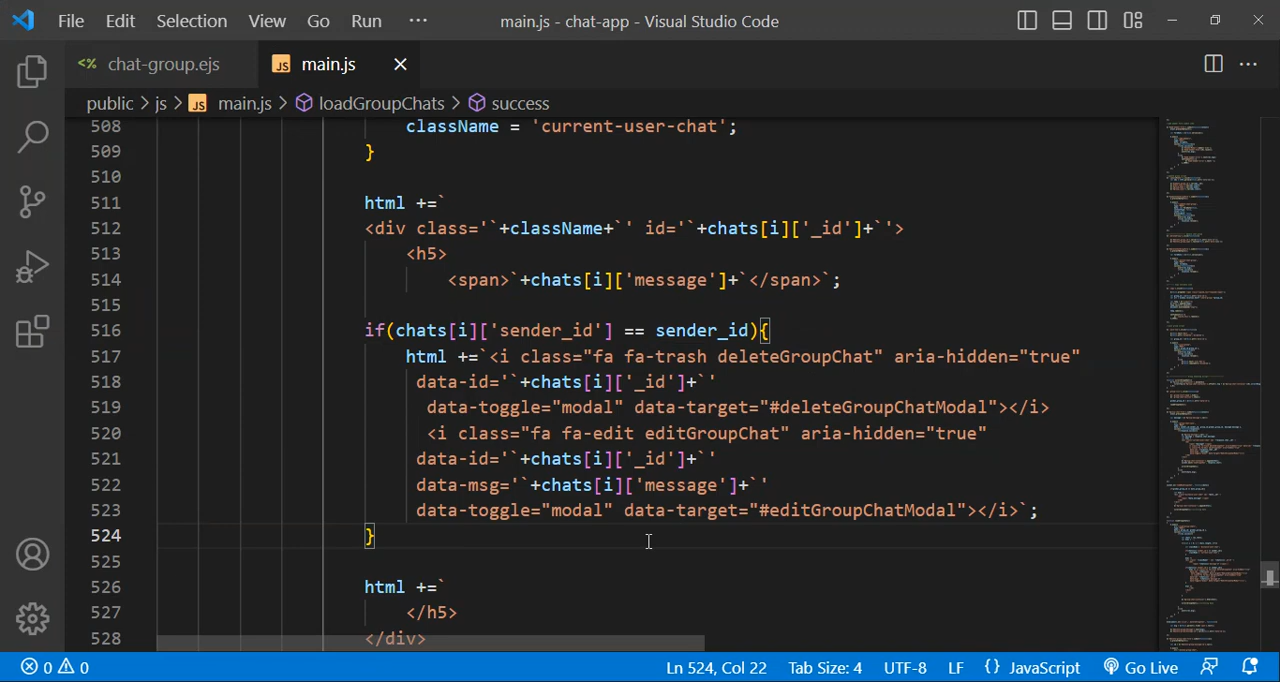 File Edit Selection View Go Run ··· main.js - chat-app - Visual Studio Code
<% chat-group.ejs JS main.js
public > js > JS main.js > loadGroupChats > success
508 className = 'current-user-chat';
509 }
510
511 html +=`
512 <div class='`+className+`' id='`+chats[i]['_id']+`'>
513 <h5>
514 <span>`+chats[i]['message']+`</span>`;
515
516 if(chats[i]['sender_id'] == sender_id){
517 html +=`<i class="fa fa-trash deleteGroupChat" aria-hidden="true"
518 data-id='`+chats[i]['_id']+`'
519 data-toggle="modal" data-target="#deleteGroupChatModal"></i>
520 <i class="fa fa-edit editGroupChat" aria-hidden="true"
521 data-id='`+chats[i]['_id']+`'
522 data-msg='`+chats[i]['message']+`'
523 data-toggle="modal" data-target="#editGroupChatModal"></i>`;
524 }
525
526 html +=`
527 </h5>
528 </div>
0 0 Ln 524, Col 22 Tab Size: 4 UTF-8 LF {} JavaScript Go Live